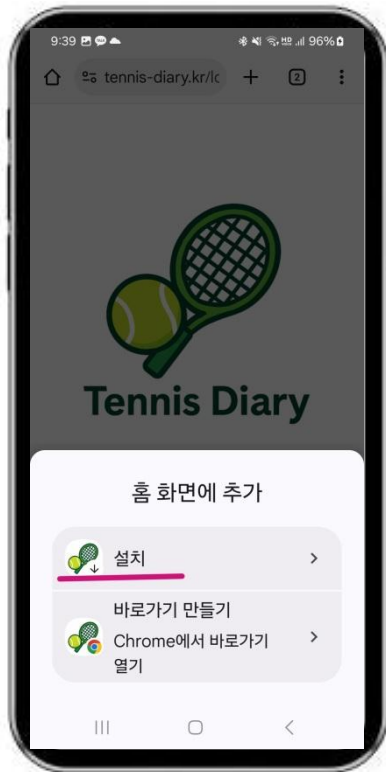 9:39 96%
tennis-diary.kr/lc + 2
Tennis Diary
홈 화면에 추가
설치
바로가기 만들기
Chrome에서 바로가기
열기